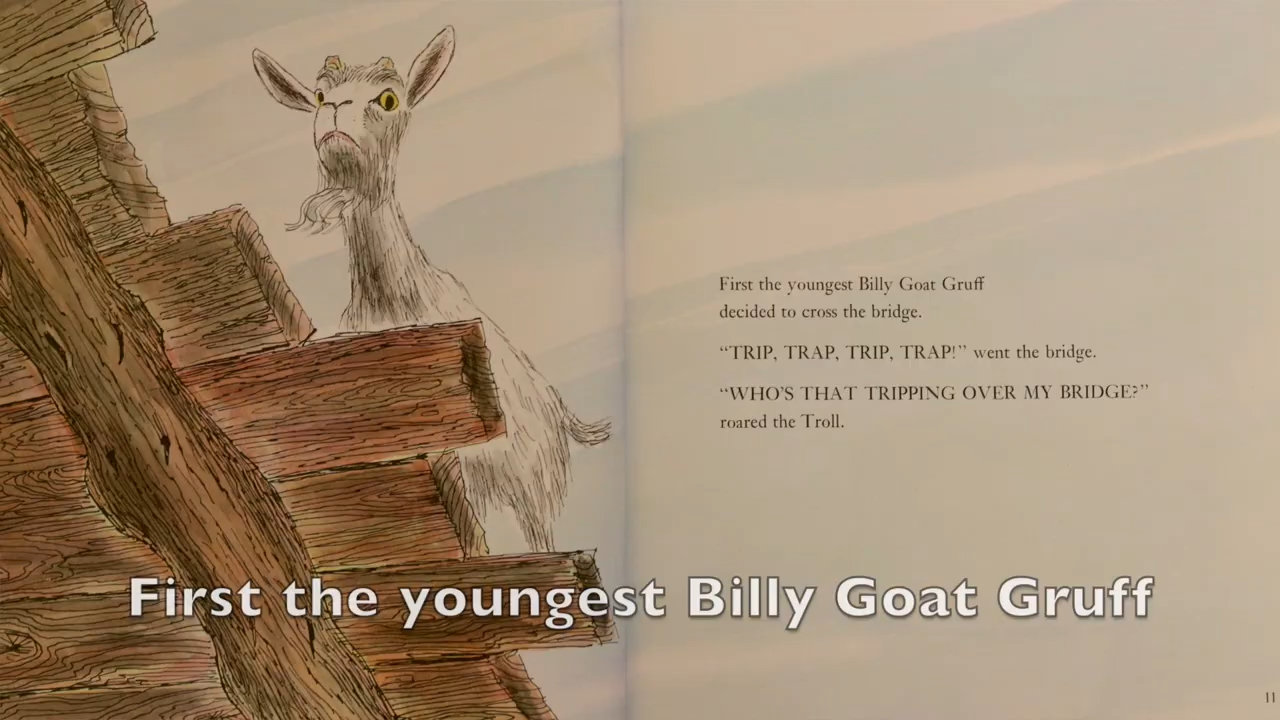 First the youngest Billy Goat Gruff
decided to cross the bridge.
“TRIP, TRAP, TRIP, TRAP!” went the bridge.
“WHO’S THAT TRIPPING OVER MY BRIDGE?”
roared the Troll.
First the youngest Billy Goat Gruff
11